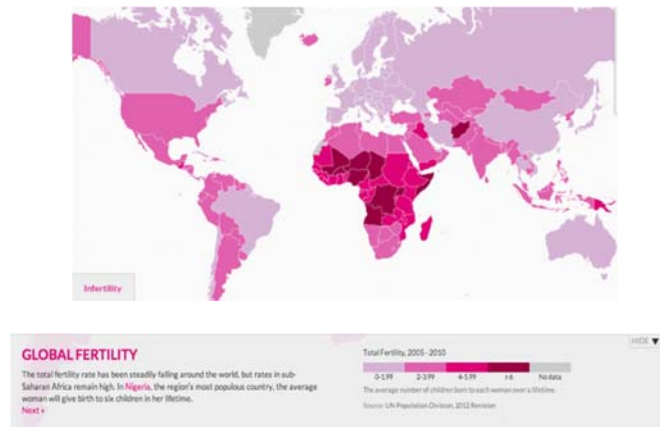 Infertility
HIDE ▼
GLOBAL FERTILITY
The total fertility rate has been steadily falling around the world, but rates in sub-
Saharan Africa remain high. In Nigeria, the region's most populous country, the average
woman will give birth to six children in her lifetime.
Next »
Total Fertility, 2005 - 2010
0-1.99 2-3.99 4-5.99 No data
The average number of children born to each woman over a lifetime.
Source: UN Population Division, 2012 Revision